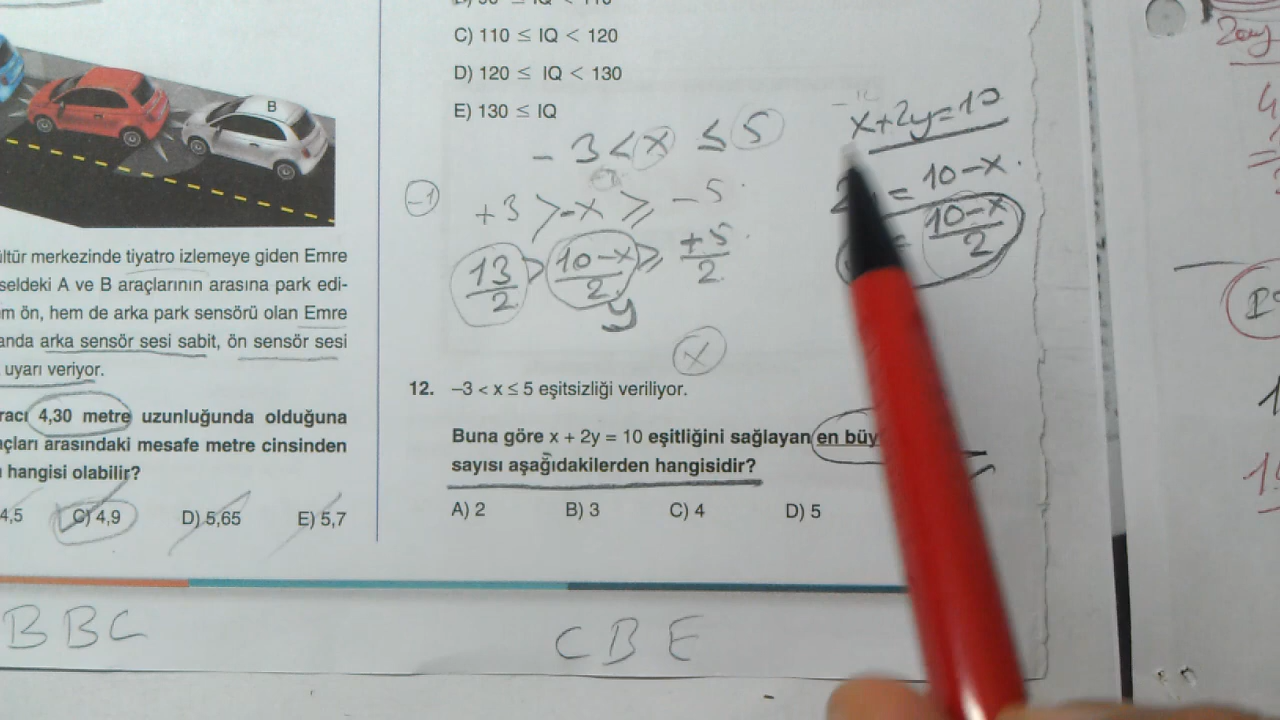 B
ültür merkezinde tiyatro izlemeye giden Emre
seldeki A ve B araçlarının arasına park edi-
m ön, hem de arka park sensörü olan Emre
anda arka sensör sesi sabit, ön sensör sesi
uyarı veriyor.
racı 4,30 metre uzunluğunda olduğuna
açları arasındaki mesafe metre cinsinden
hangisi olabilir?
4,5 C) 4,9 D) 5,65 E) 5,7
BBC
C) 110 ≤ IQ < 120
D) 120 ≤ IQ < 130
E) 130 ≤ IQ
-3 < x ≤ 5
-1
+3 > -x ≥ -5
13/2 > 10-x/2 ≥ +5/2
y
x
x+2y=10
= 10-x
10-x/2
12. –3 < x ≤ 5 eşitsizliği veriliyor.
Buna göre x + 2y = 10 eşitliğini sağlayan en büy
sayısı aşağıdakilerden hangisidir?
A) 2 B) 3 C) 4 D) 5
CBE